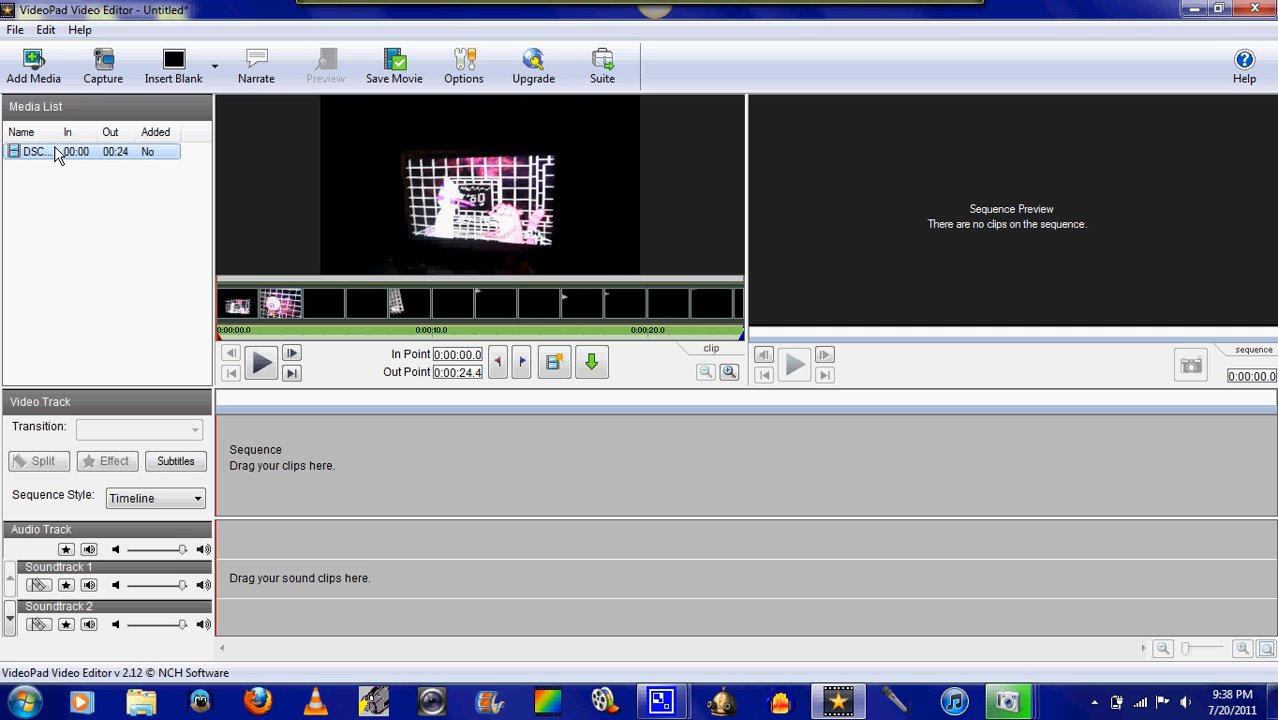 VideoPad Video Editor - Untitled*
File Edit Help
Add Media Capture Insert Blank Narrate Preview Save Movie Options Upgrade Suite Help
Media List
Name In Out Added
DSC... 00:00 00:24 No
Sequence Preview
There are no clips on the sequence.
0:00:00.0 0:00:10.0 0:00:20.0
In Point 0:00:00.0
Out Point 0:00:24.4
clip
sequence
0:00:00.0
Video Track
Transition:
Split Effect Subtitles
Sequence Style: Timeline
Sequence
Drag your clips here.
Audio Track
Soundtrack 1
Drag your sound clips here.
Soundtrack 2
VideoPad Video Editor v 2.12 © NCH Software
9:38 PM
7/20/2011